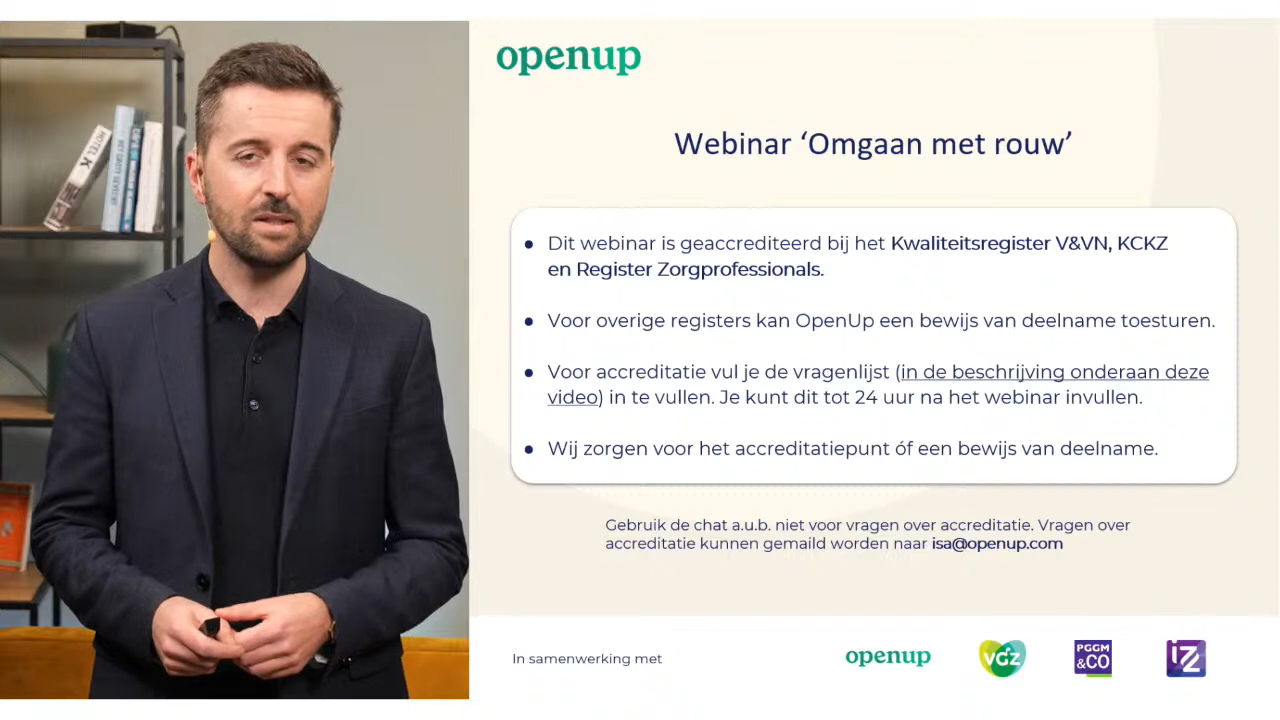 HOTEL K
openup
Webinar ‘Omgaan met rouw’
● Dit webinar is geaccrediteerd bij het Kwaliteitsregister V&VN, KCKZ
en Register Zorgprofessionals.
● Voor overige registers kan OpenUp een bewijs van deelname toesturen.
● Voor accreditatie vul je de vragenlijst (in de beschrijving onderaan deze
video) in te vullen. Je kunt dit tot 24 uur na het webinar invullen.
● Wij zorgen voor het accreditatiepunt óf een bewijs van deelname.
Gebruik de chat a.u.b. niet voor vragen over accreditatie. Vragen over
accreditatie kunnen gemaild worden naar isa@openup.com
In samenwerking met
openup
VGZ
PGGM
&CO
IZZ